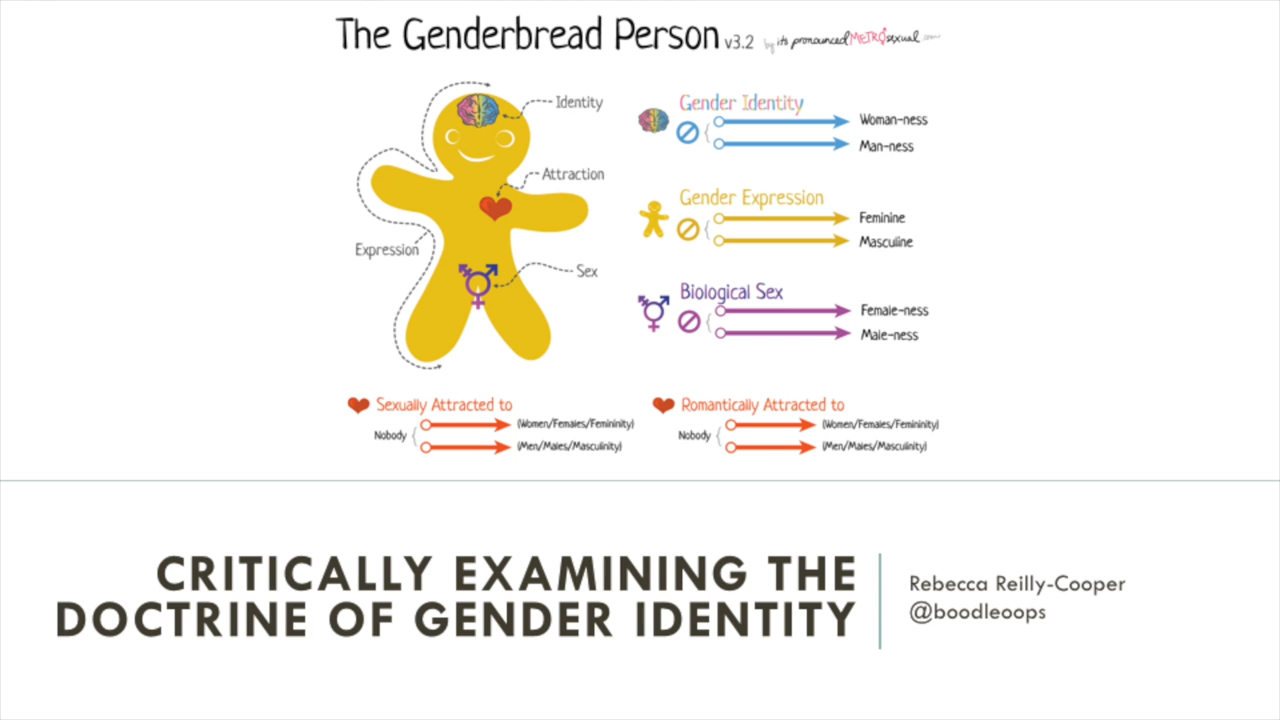 The Genderbread Person v3.2 by its pronounced METROsexual .com
Identity
Attraction
Expression
Sex
Gender Identity
Woman-ness
Man-ness
Gender Expression
Feminine
Masculine
Biological Sex
Female-ness
Male-ness
Sexually Attracted to
Nobody
(Women/Females/Femininity)
(Men/Males/Masculinity)
Romantically Attracted to
Nobody
(Women/Females/Femininity)
(Men/Males/Masculinity)
CRITICALLY EXAMINING THE
DOCTRINE OF GENDER IDENTITY
Rebecca Reilly-Cooper
@boodleoops